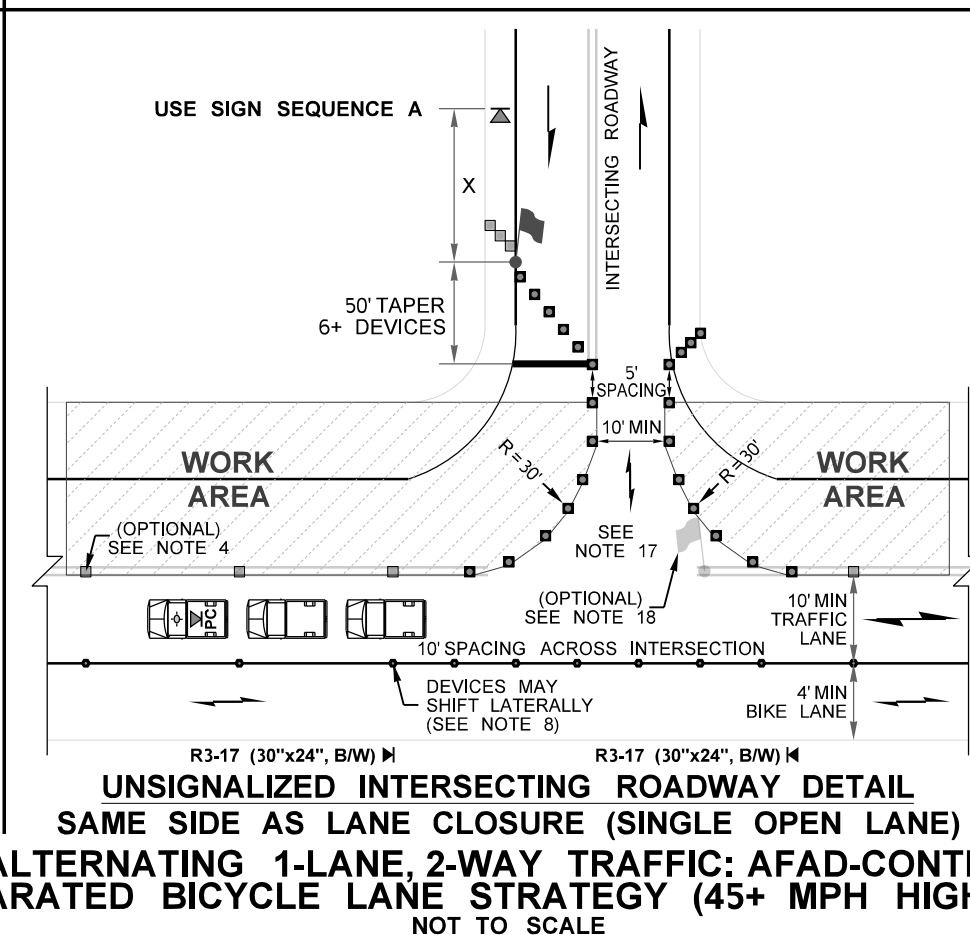 USE SIGN SEQUENCE A
X
INTERSECTING ROADWAY
50' TAPER
6+ DEVICES
5'
SPACING
10' MIN
WORK
AREA
R = 30'
R = 30'
WORK
AREA
(OPTIONAL)
SEE NOTE 4
SEE
NOTE 17
(OPTIONAL)
SEE NOTE 18
10' MIN
TRAFFIC
LANE
PC
10' SPACING ACROSS INTERSECTION
DEVICES MAY
SHIFT LATERALLY
(SEE NOTE 8)
4' MIN
BIKE LANE
R3-17 (30"x24", B/W)
R3-17 (30"x24", B/W)
UNSIGNALIZED INTERSECTING ROADWAY DETAIL
SAME SIDE AS LANE CLOSURE (SINGLE OPEN LANE)
ALTERNATING 1-LANE, 2-WAY TRAFFIC: AFAD-CONT
ARATED BICYCLE LANE STRATEGY (45+ MPH HIGH
NOT TO SCALE